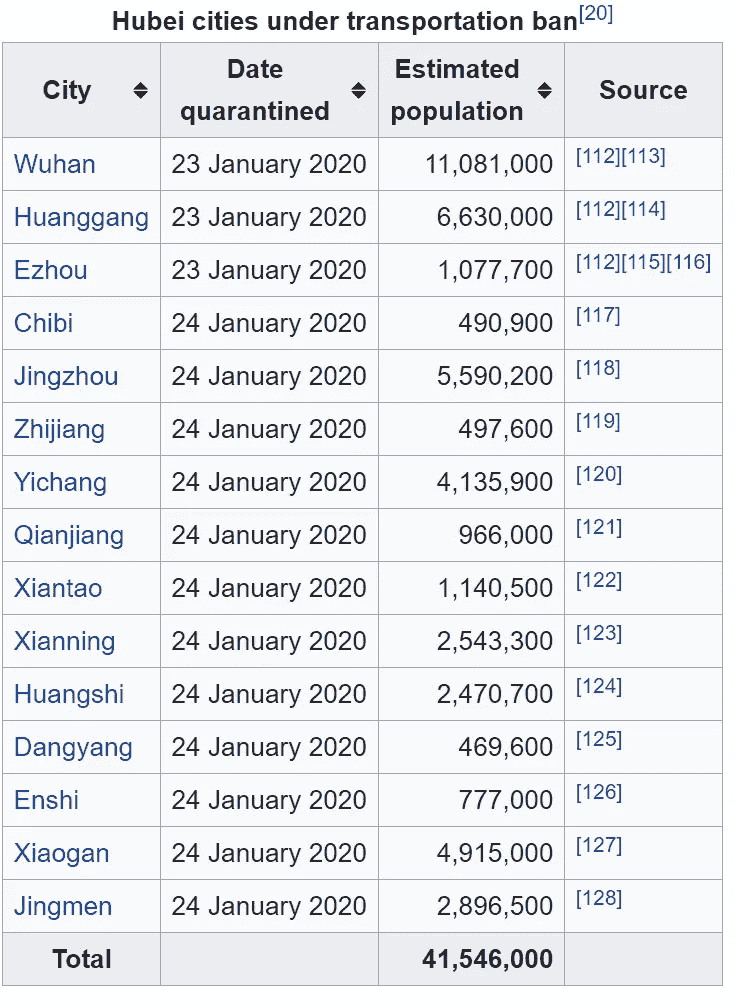 Hubei cities under transportation ban[20]
City Date quarantined Estimated population Source
Wuhan 23 January 2020 11,081,000 [112][113]
Huanggang 23 January 2020 6,630,000 [112][114]
Ezhou 23 January 2020 1,077,700 [112][115][116]
Chibi 24 January 2020 490,900 [117]
Jingzhou 24 January 2020 5,590,200 [118]
Zhijiang 24 January 2020 497,600 [119]
Yichang 24 January 2020 4,135,900 [120]
Qianjiang 24 January 2020 966,000 [121]
Xiantao 24 January 2020 1,140,500 [122]
Xianning 24 January 2020 2,543,300 [123]
Huangshi 24 January 2020 2,470,700 [124]
Dangyang 24 January 2020 469,600 [125]
Enshi 24 January 2020 777,000 [126]
Xiaogan 24 January 2020 4,915,000 [127]
Jingmen 24 January 2020 2,896,500 [128]
Total 41,546,000